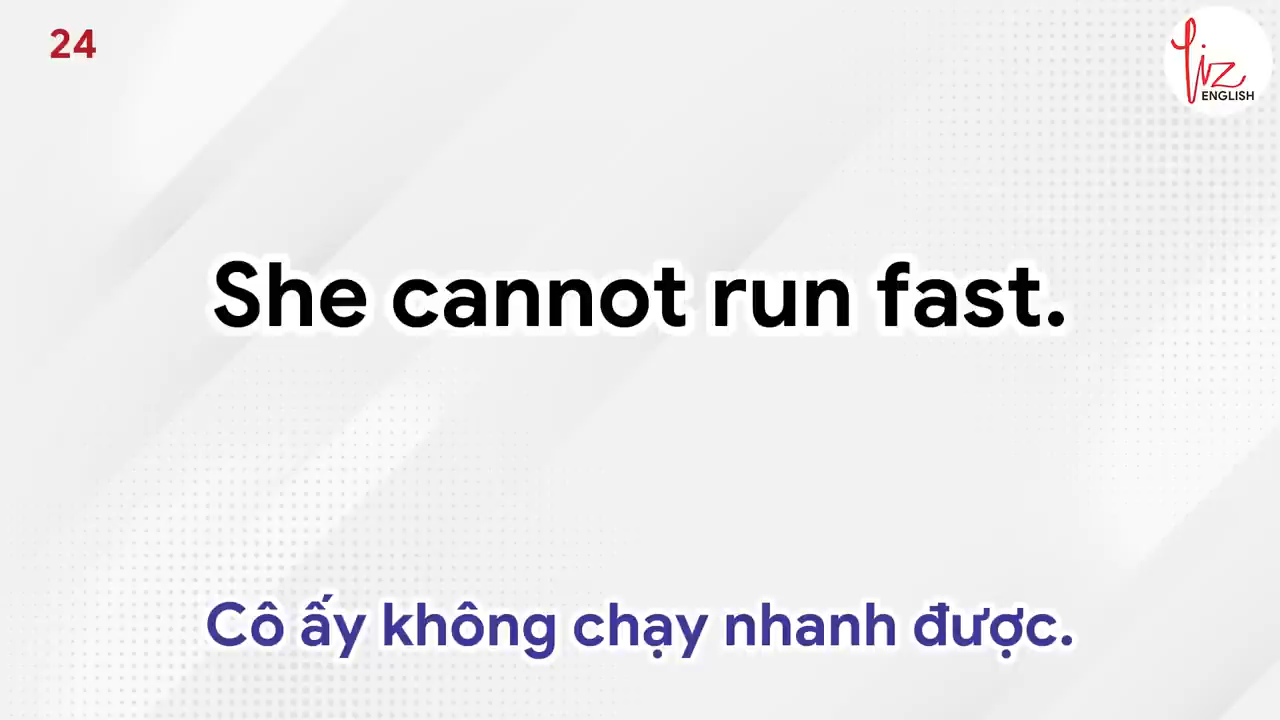 24
Liz
ENGLISH
She cannot run fast.
Cô ấy không chạy nhanh được.